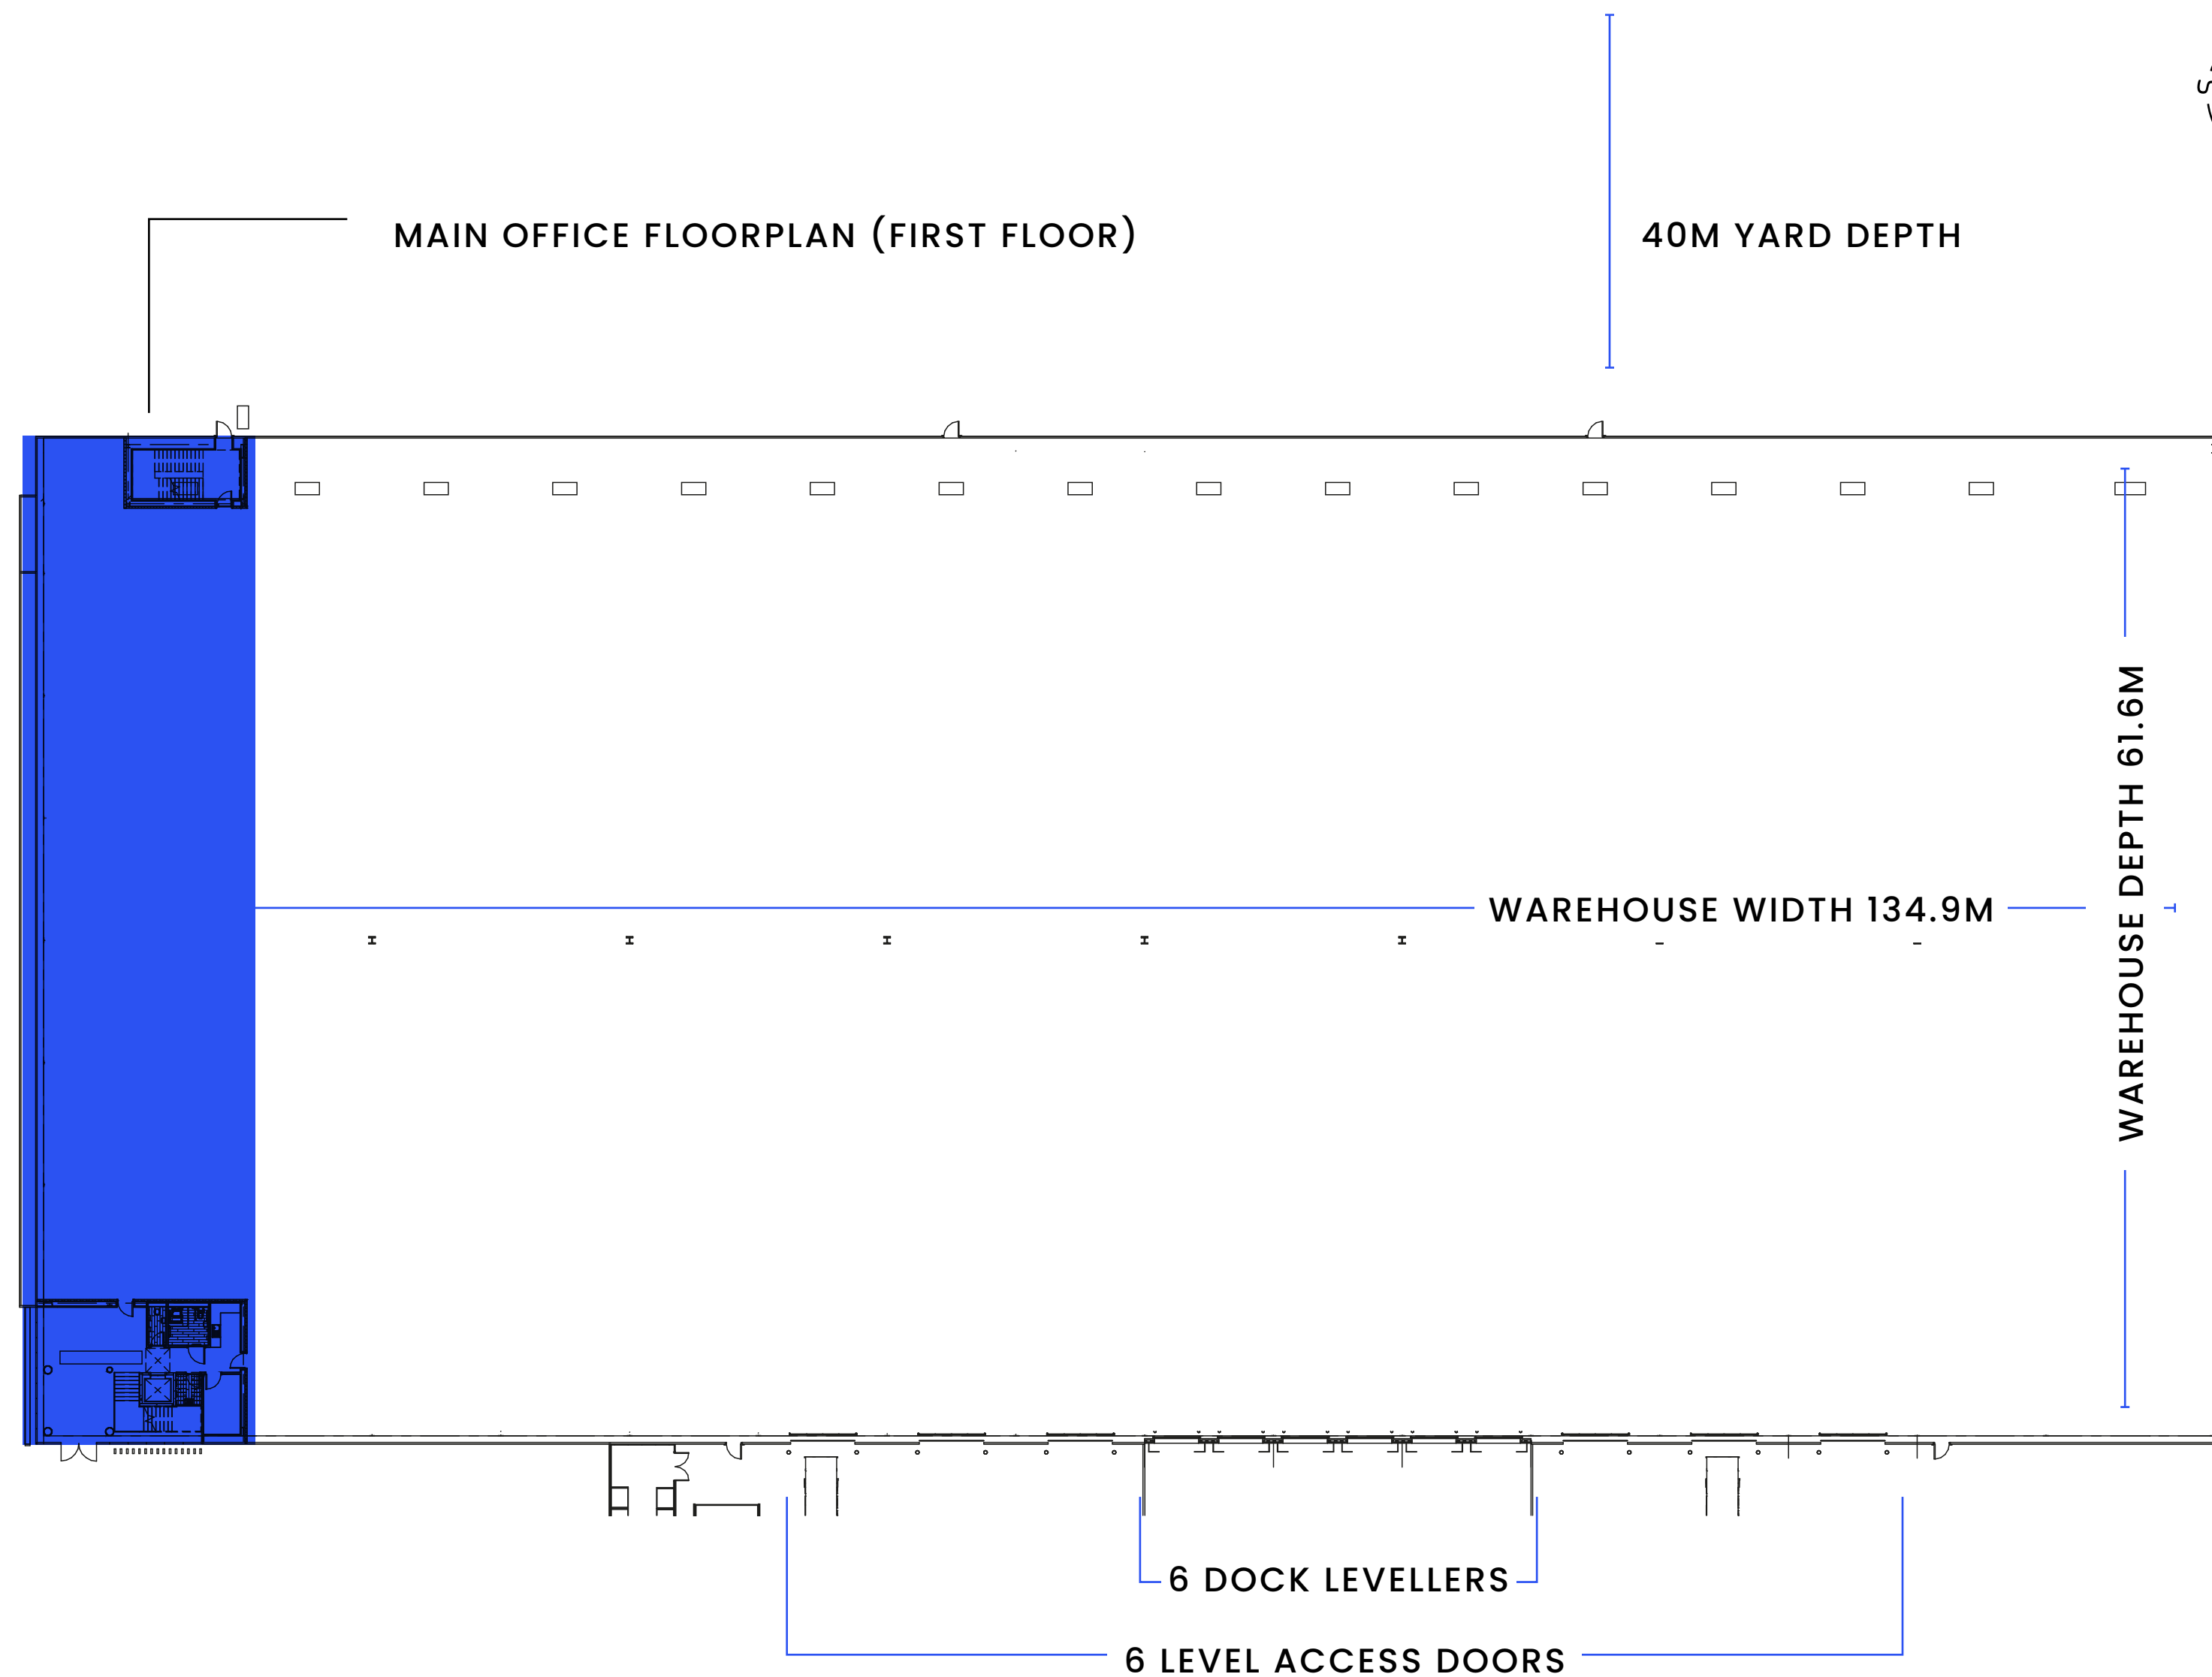 MAIN OFFICE FLOORPLAN (FIRST FLOOR)
40M YARD DEPTH
WAREHOUSE DEPTH 61.6M
WAREHOUSE WIDTH 134.9M
6 DOCK LEVELLERS
6 LEVEL ACCESS DOORS